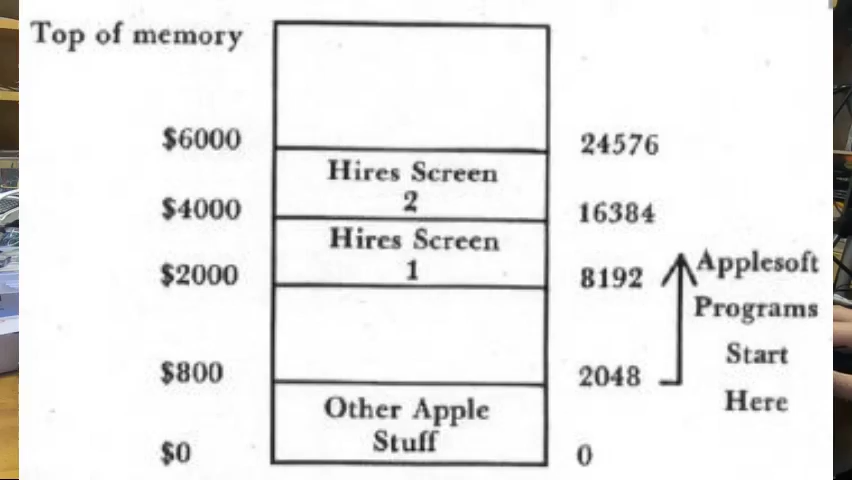 Top of memory
$6000
24576
Hires Screen
2
$4000
16384
Hires Screen
1
$2000
8192
Applesoft
Programs
Start
Here
$800
2048
Other Apple
Stuff
$0
0